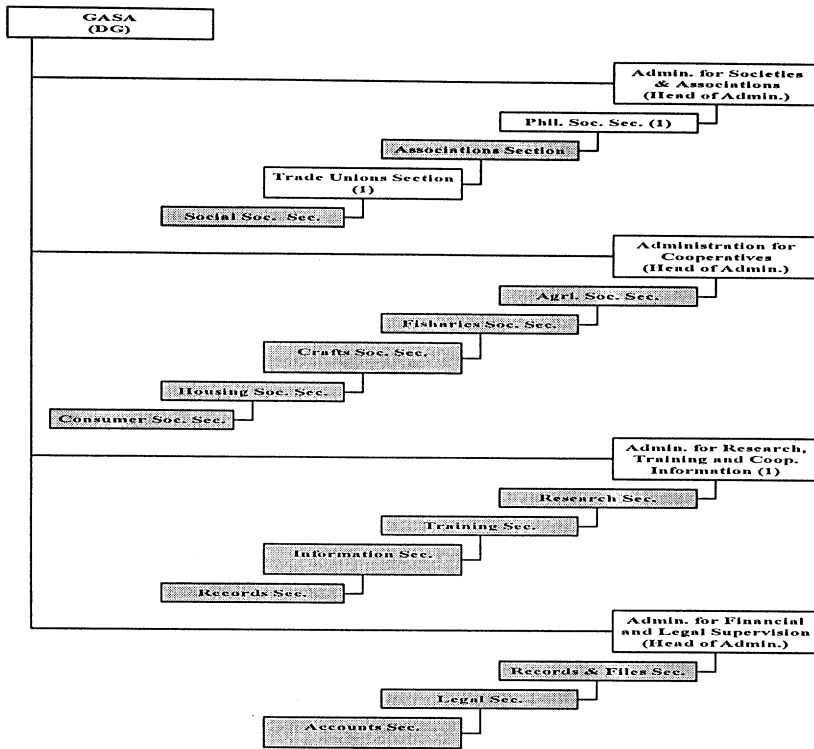 GASA
(DG)
Admin. for Societies
& Associations
(Head of Admin.)
Phil. Soc. Sec. (1)
Associations Section
Trade Unions Section
(1)
Social Soc. Sec.
Administration for
Cooperatives
(Head of Admin.)
Agri. Soc. Sec.
Fisharies Soc. Sec.
Crafts Soc. Sec.
Housing Soc. Sec.
Consumer Soc. Sec.
Admin. for Research,
Training and Coop.
Information (1)
Research Sec.
Training Sec.
Information Sec.
Records Sec.
Admin. for Financial
and Legal Supervision
(Head of Admin.)
Records & Files Sec.
Legal Sec.
Accounts Sec.